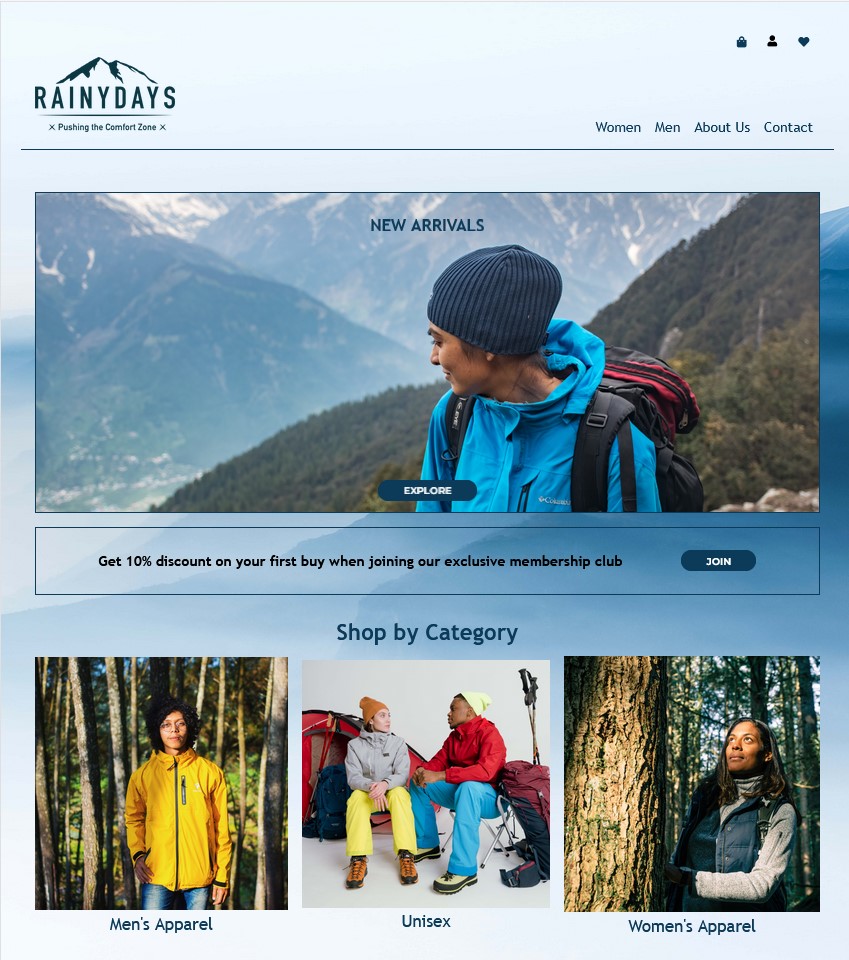 RAINYDAYS
× Pushing the Comfort Zone ×
Women Men About Us Contact
NEW ARRIVALS
Columbia
EXPLORE
Get 10% discount on your first buy when joining our exclusive membership club
JOIN
Shop by Category
Men's Apparel
Unisex
Women's Apparel